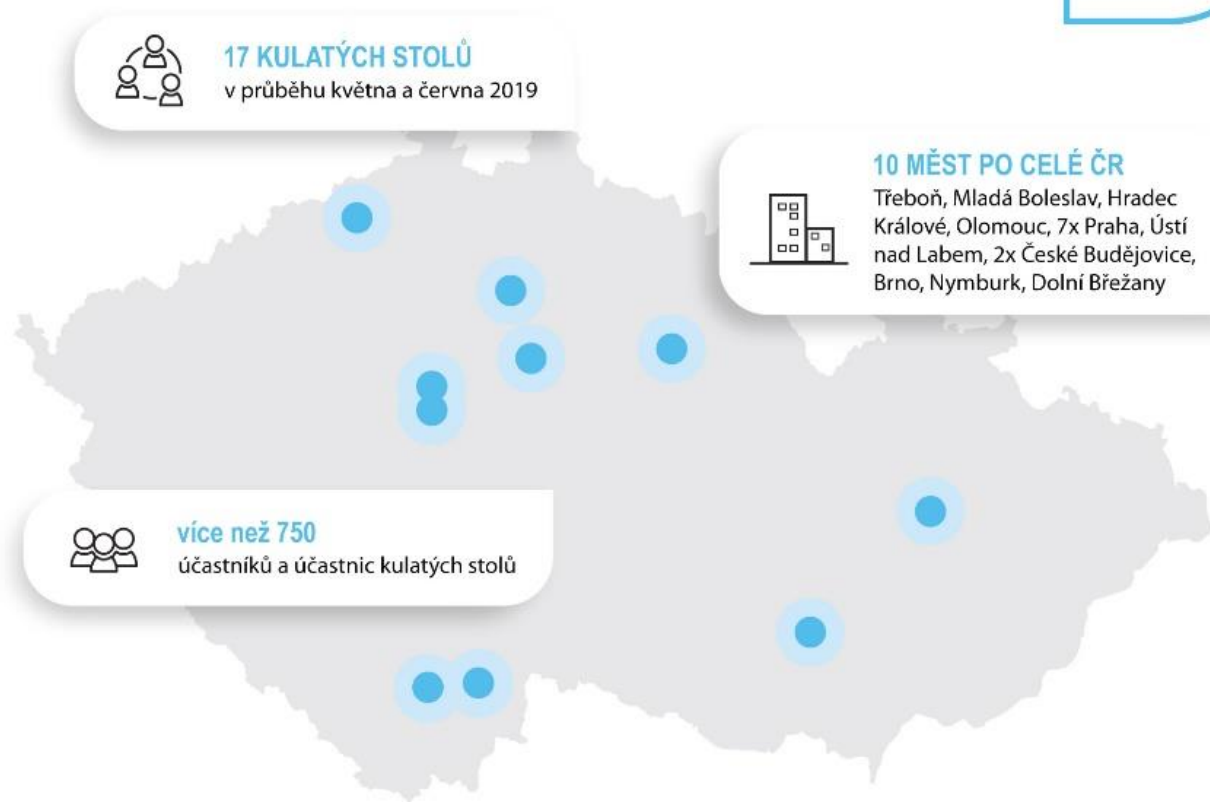 17 KULATÝCH STOLŮ
v průběhu května a června 2019
10 MĚST PO CELÉ ČR
Třeboň, Mladá Boleslav, Hradec
Králové, Olomouc, 7x Praha, Ústí
nad Labem, 2x České Budějovice,
Brno, Nymburk, Dolní Břežany
více než 750
účastníků a účastnic kulatých stolů